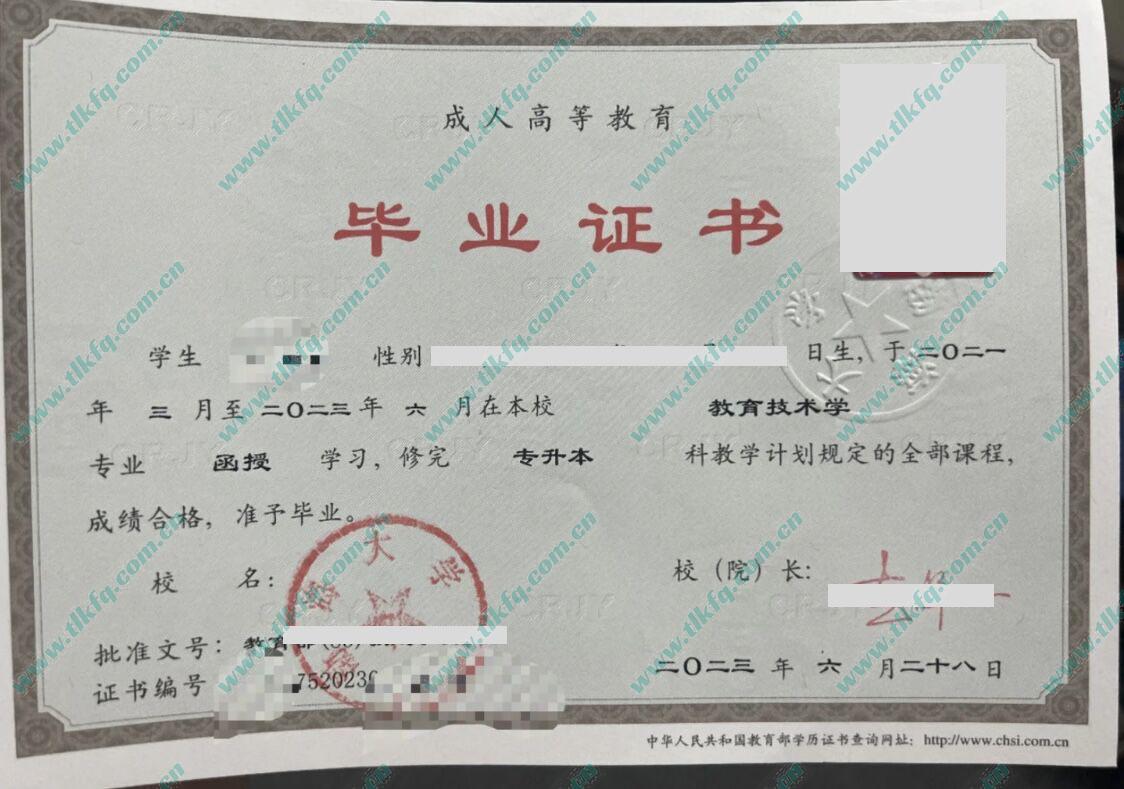 成人高等教育
毕业证书
学生 性别 日生，于二〇二一
年 三 月至 二〇二三 年 六 月在本校 教育技术学
专业 函授 学习，修完 专升本 科教学计划规定的全部课程，
成绩合格，准予毕业。
校 名： 校（院）长：
大学
批准文号：教育
证书编号 752023
二〇二三 年 六 月二十八日
中华人民共和国教育部学历证书查询网址：http://www.chsi.com.cn
www.tlkfq.com.cn